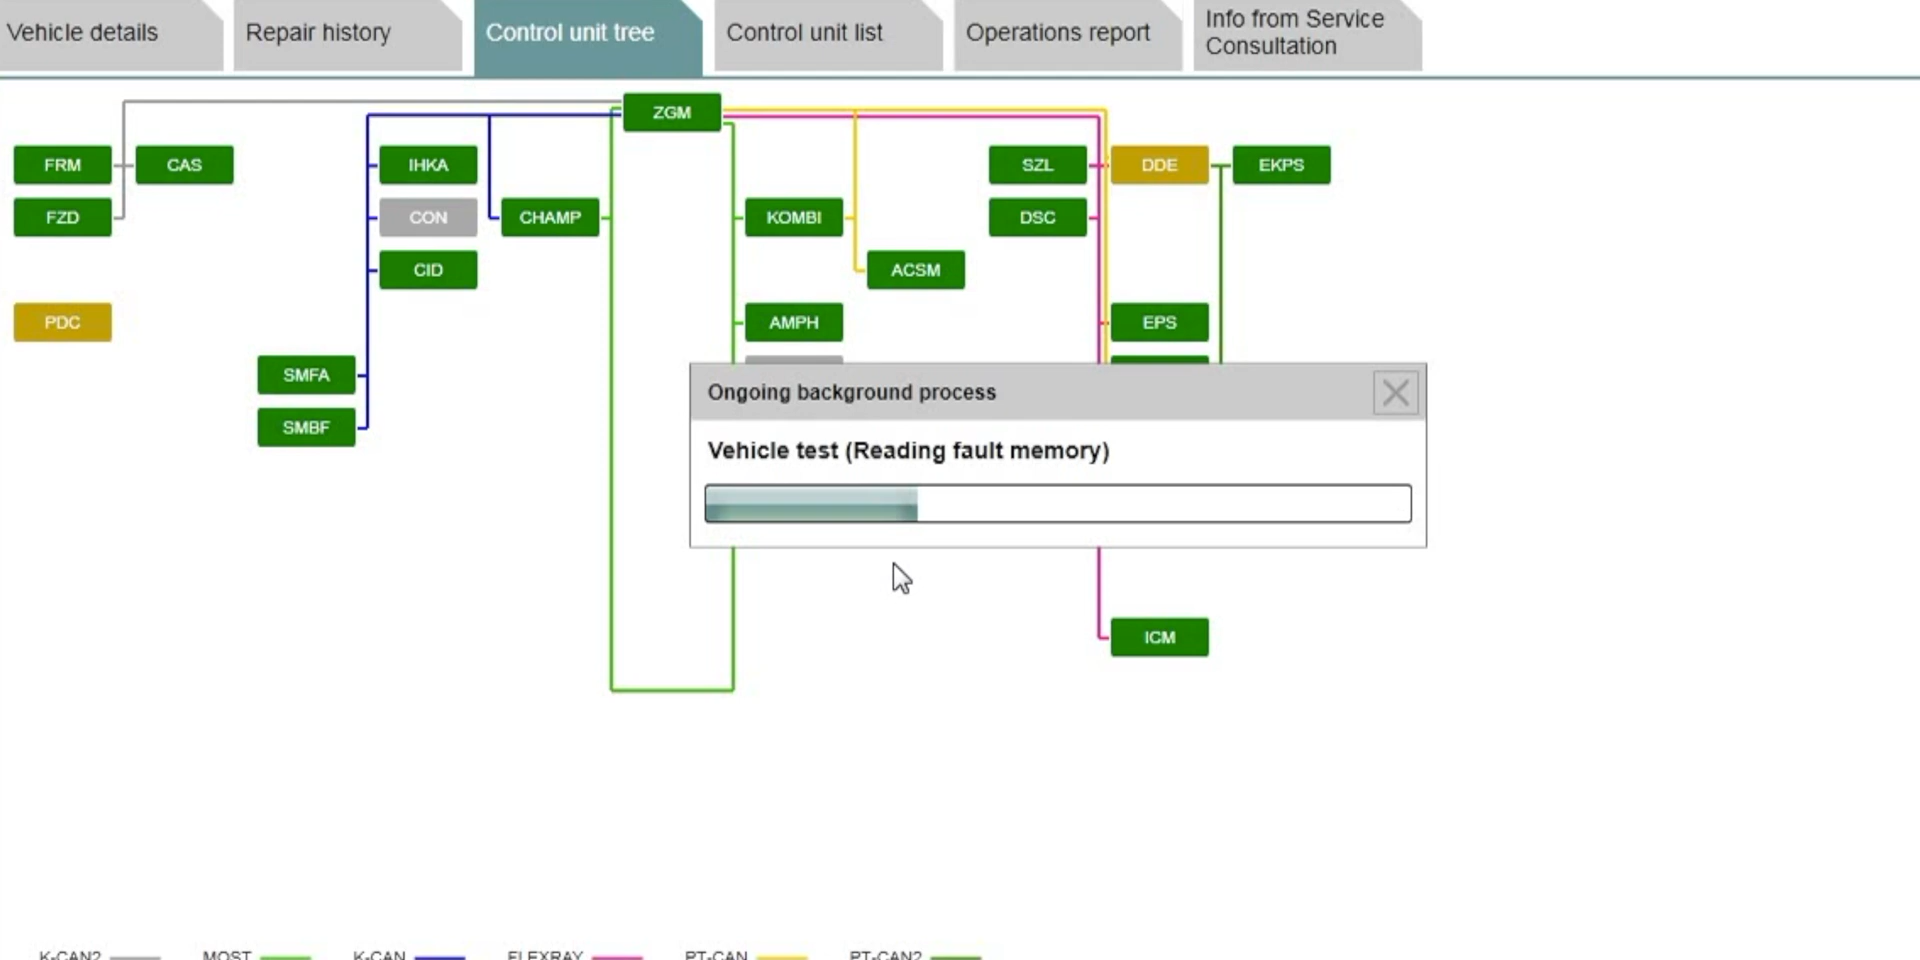 Vehicle details
Repair history
Control unit tree
Control unit list
Operations report
Info from Service
Consultation
ZGM
FRM
CAS
IHKA
SZL
DDE
EKPS
FZD
CON
CHAMP
KOMBI
DSC
CID
ACSM
PDC
AMPH
EPS
SMFA
Ongoing background process
SMBF
Vehicle test (Reading fault memory)
ICM
K-CAN2
MOST
K-CAN
FLEXRAY
PT-CAN
PT-CAN2